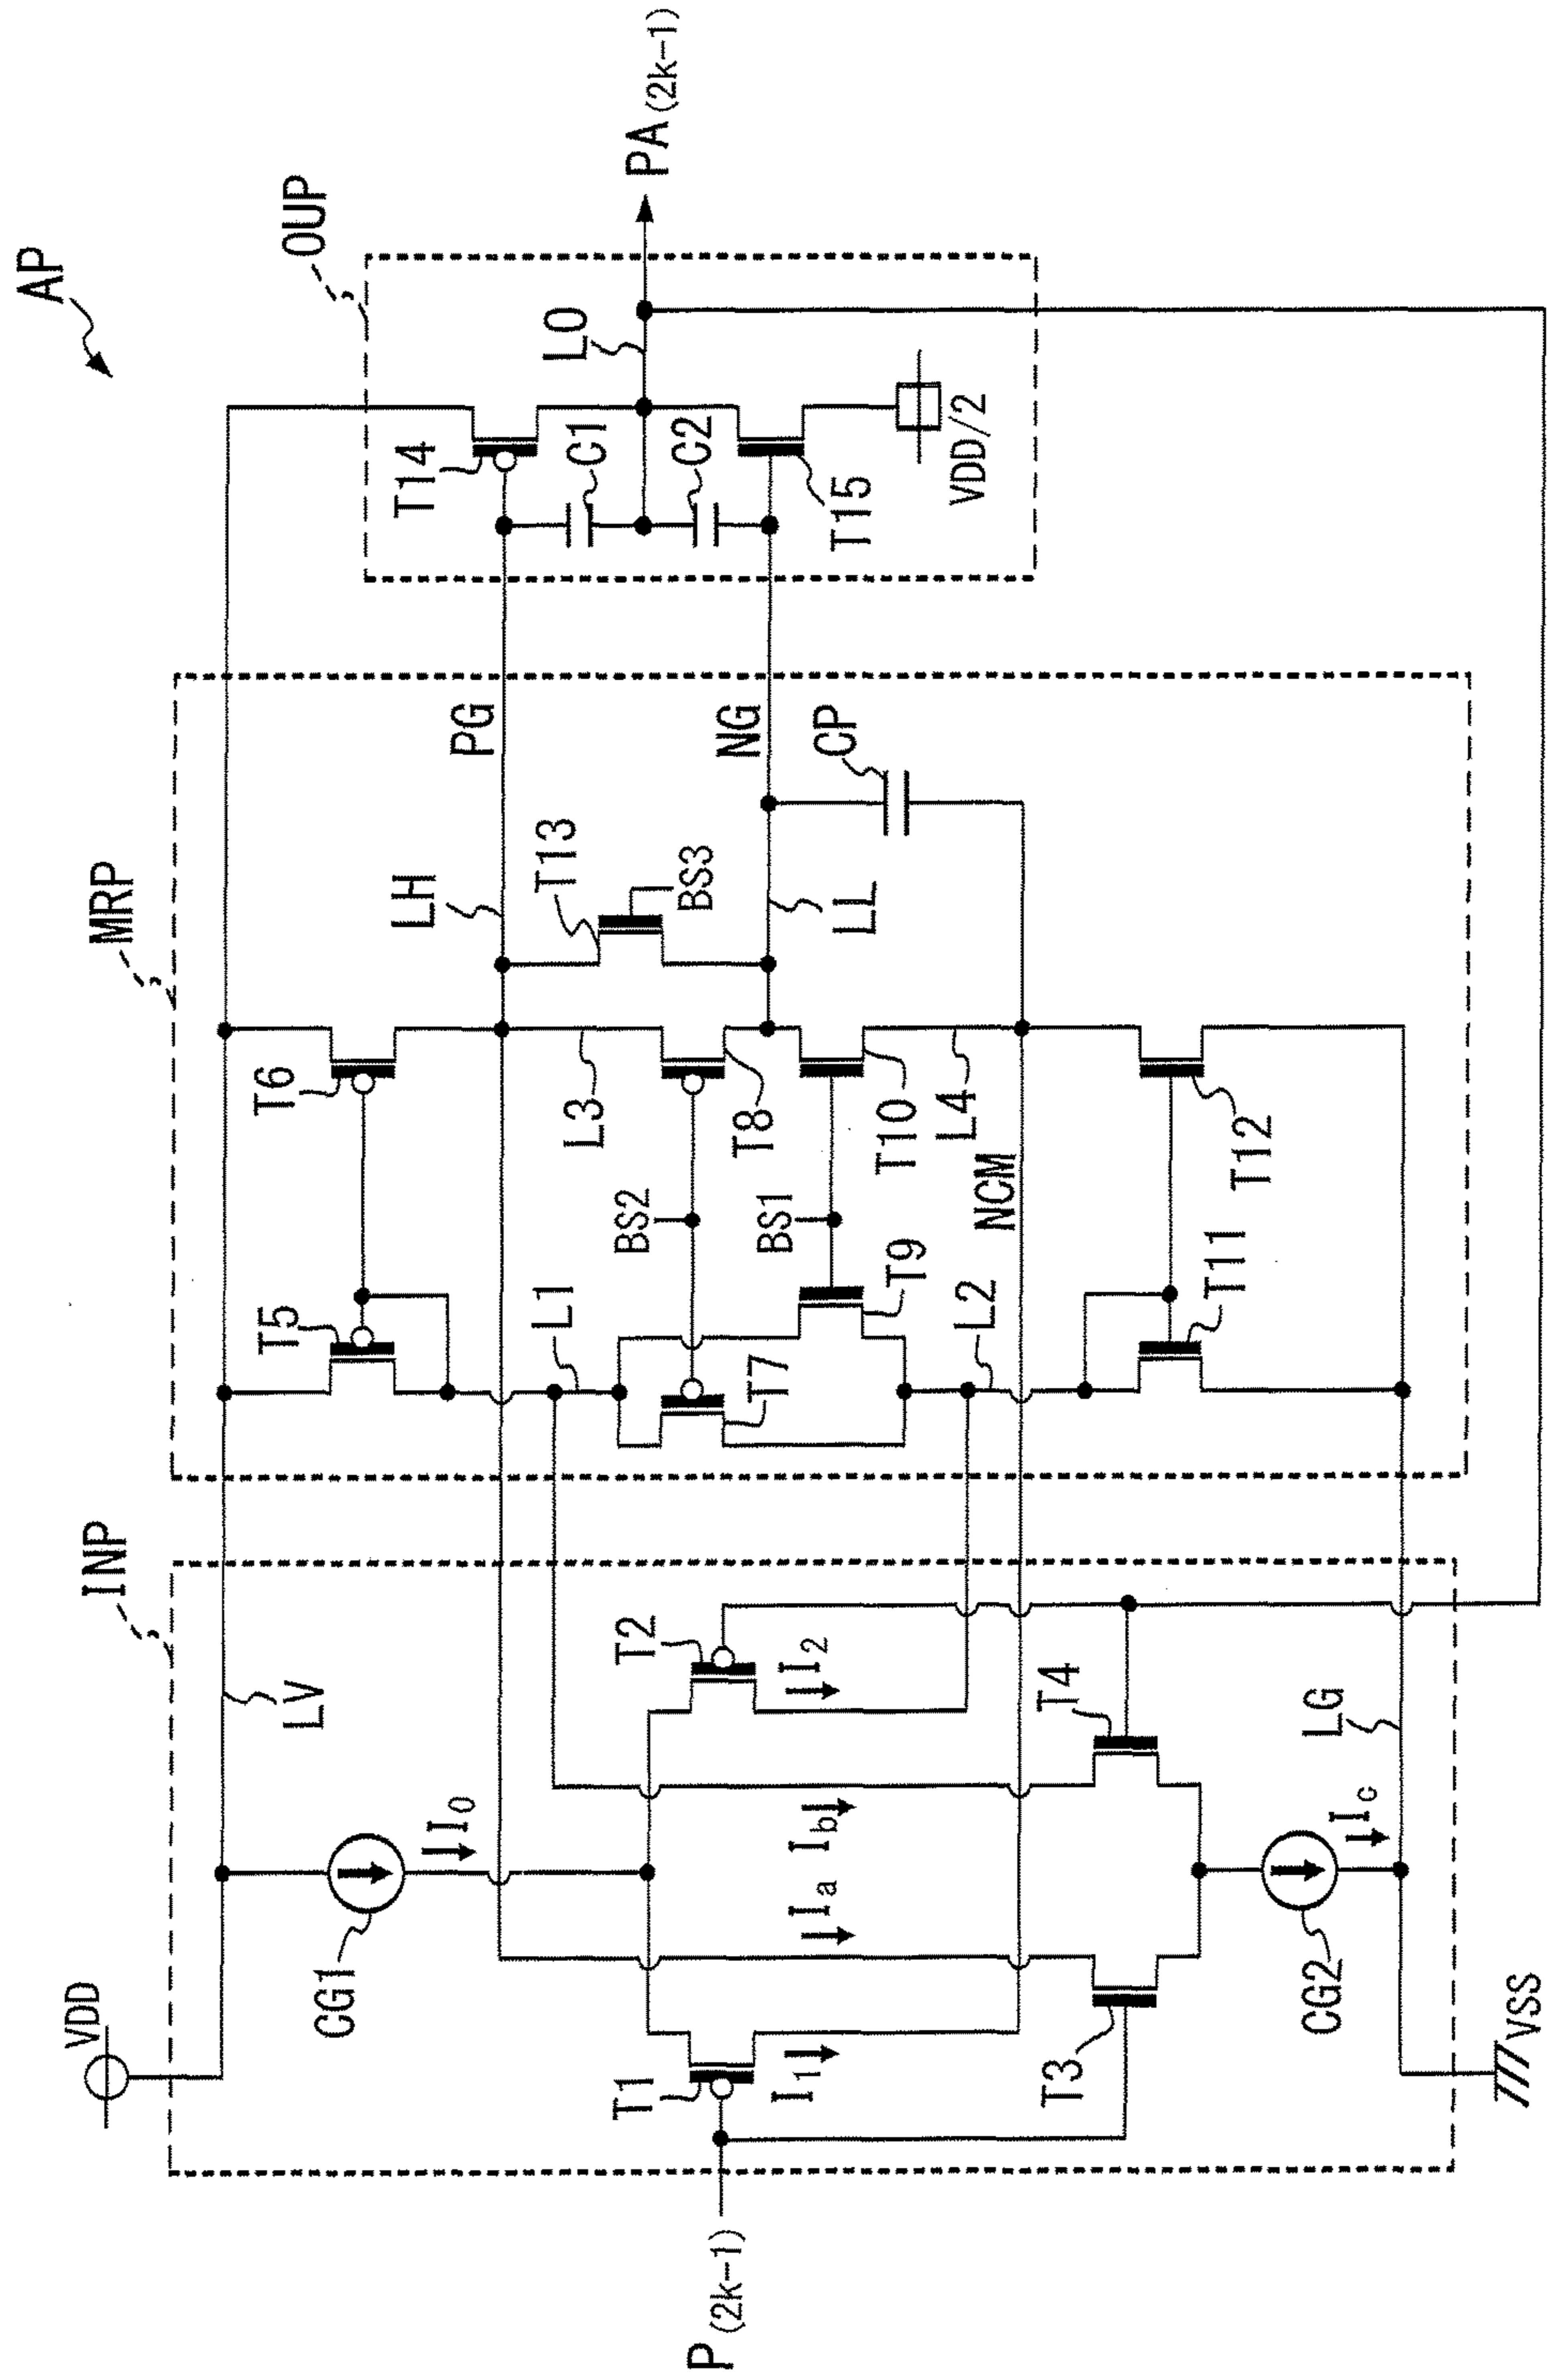 AP
INP
MRP
OUP
VDD
LV
T5
T6
T14
CG1
I0
LH
PG
C1
LO
PA(2k-1)
L1
L3
T13
BS3
BS2
T8
T7
T2
T1
I1
I2
P(2k-1)
Ia
Ib
BS1
T9
T10
LL
NG
C2
T15
VDD/2
CP
L2
L4
NCM
T3
T4
T11
T12
CG2
Ic
LG
VSS